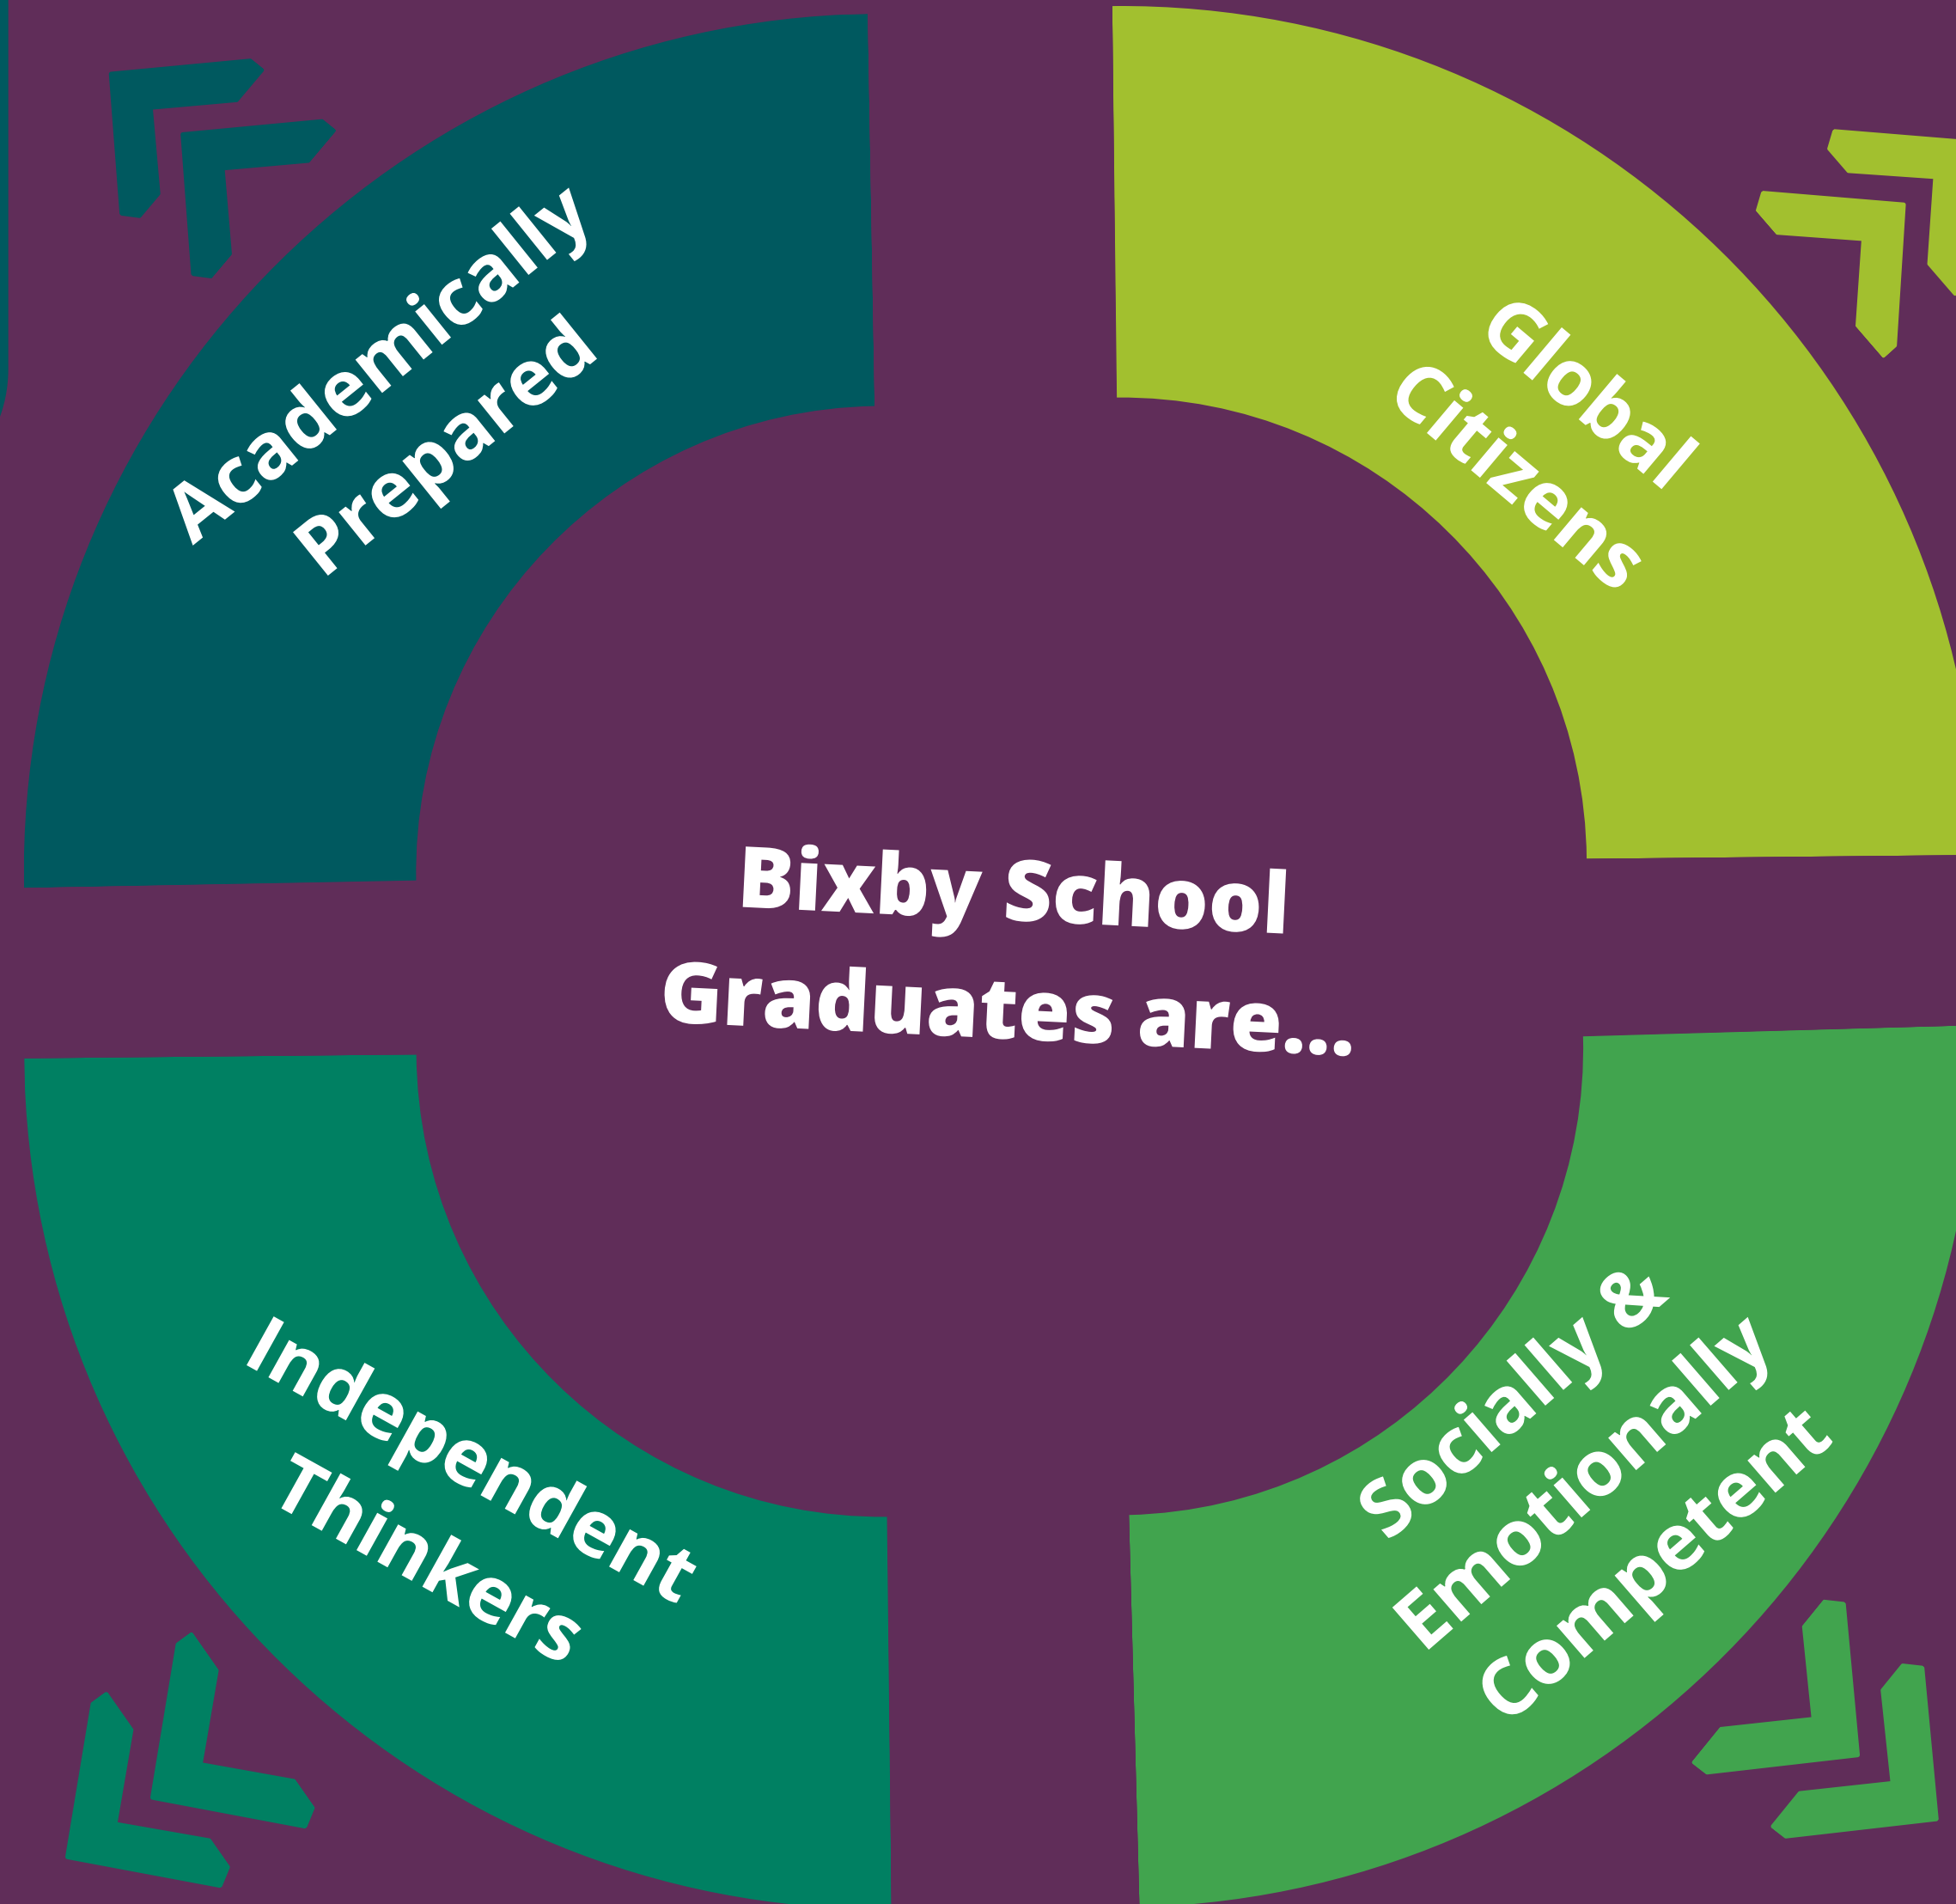 Academically
Prepared
Global
Citizens
Bixby School
Graduates are...
Independent
Thinkers
Socially &
Emotionally
Competent